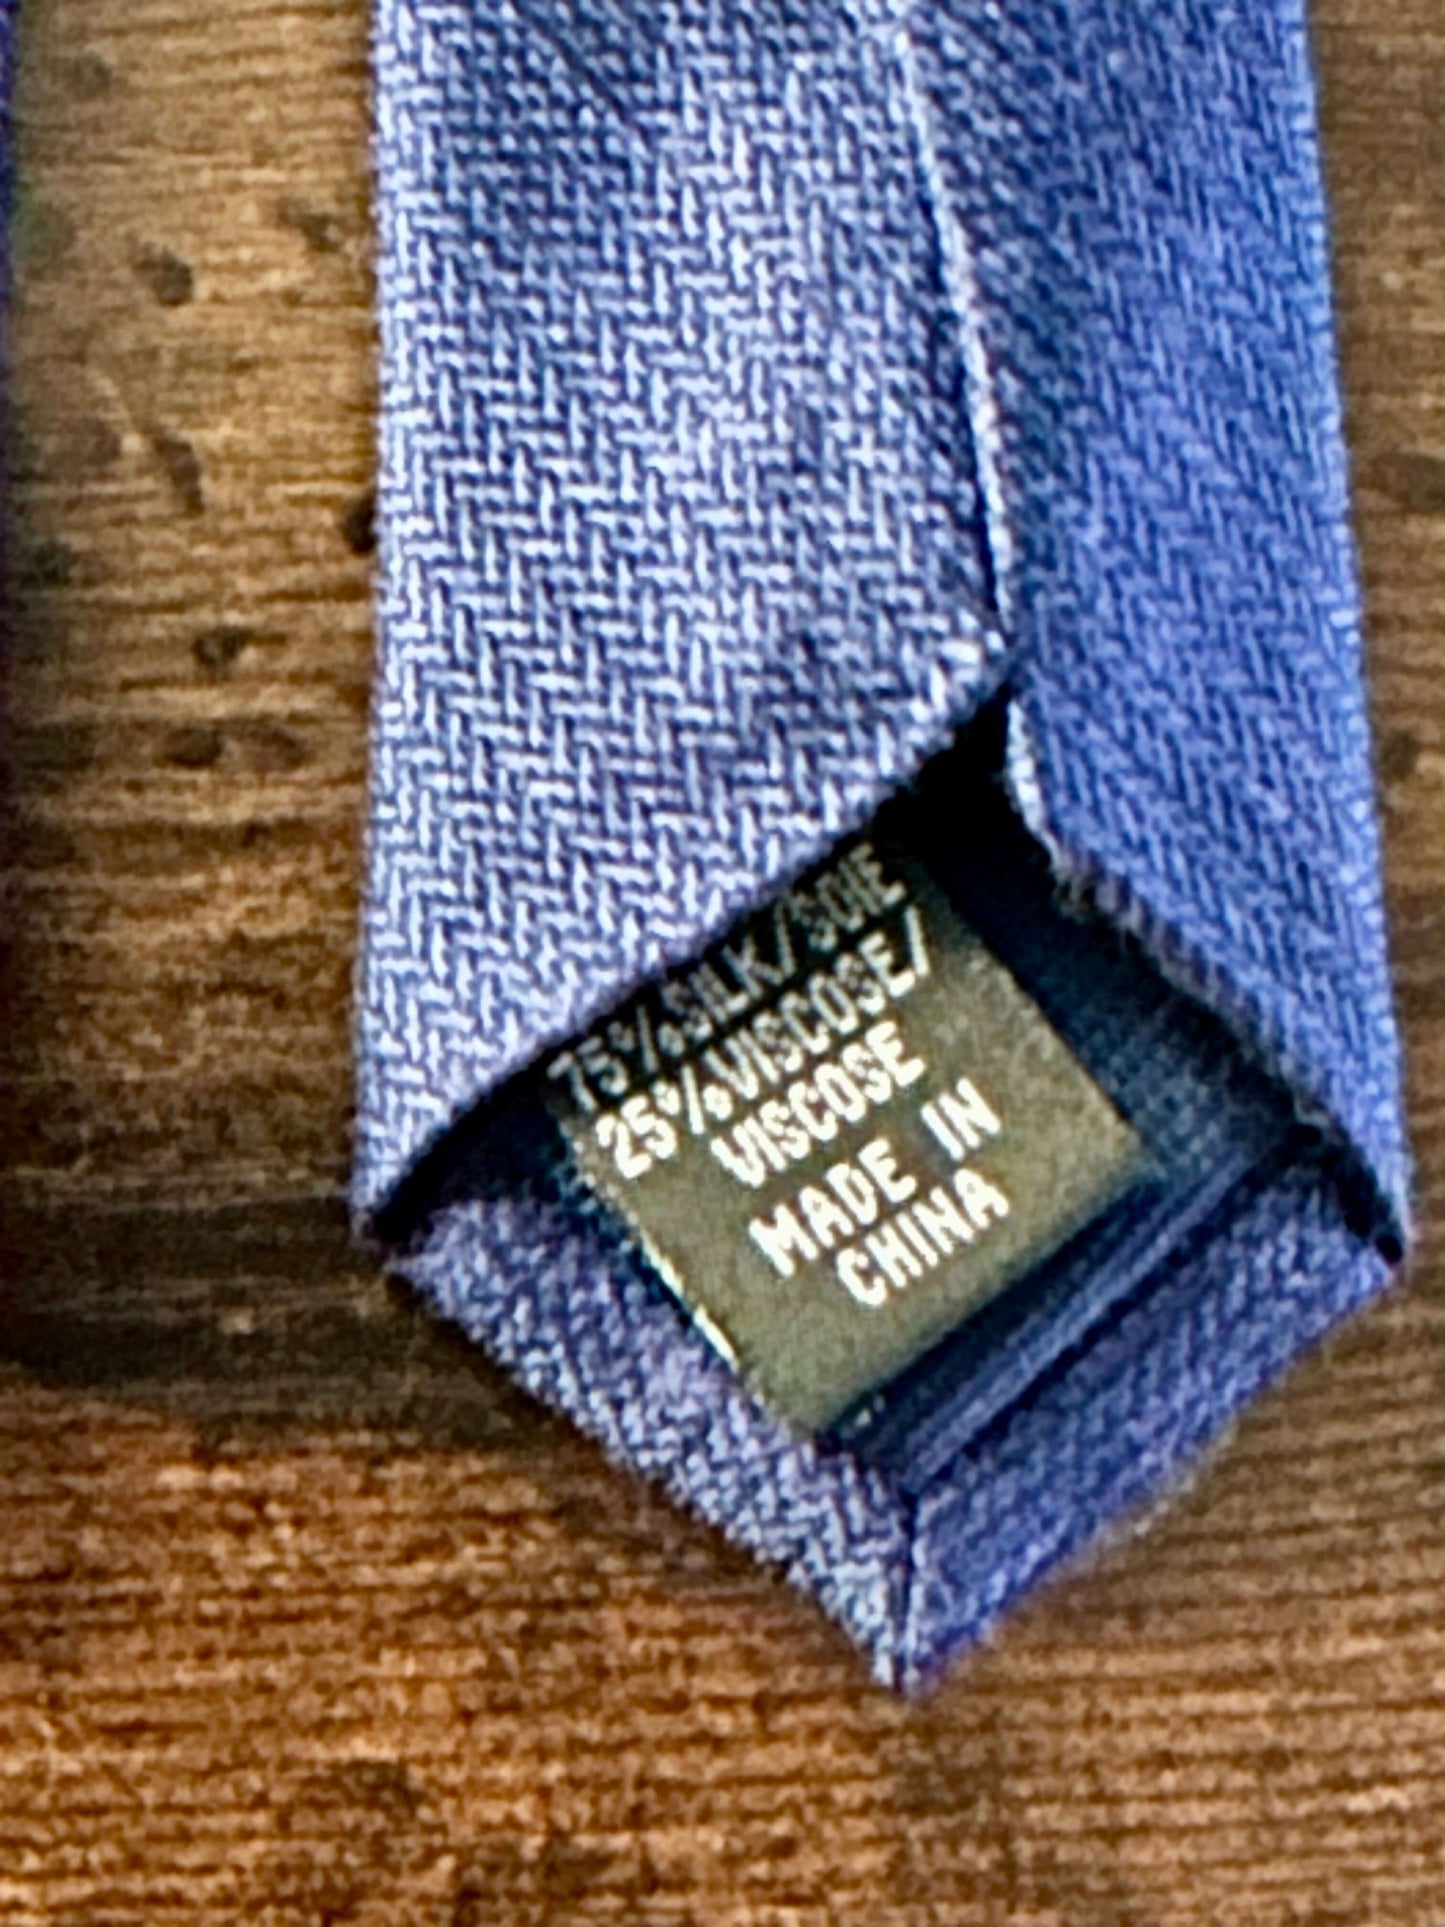 75%SILK/SOIE
25%VISCOSE/
VISCOSE
MADE IN
CHINA